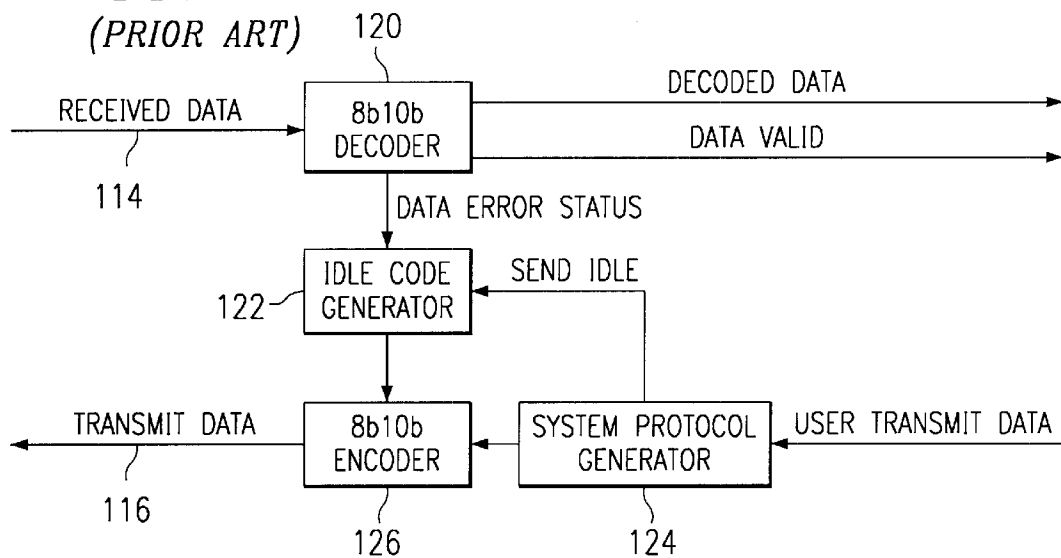 (PRIOR ART)
120
RECEIVED DATA
114
8b10b
DECODER
DECODED DATA
DATA VALID
DATA ERROR STATUS
IDLE CODE
GENERATOR
122
SEND IDLE
TRANSMIT DATA
116
8b10b
ENCODER
126
SYSTEM PROTOCOL
GENERATOR
124
USER TRANSMIT DATA